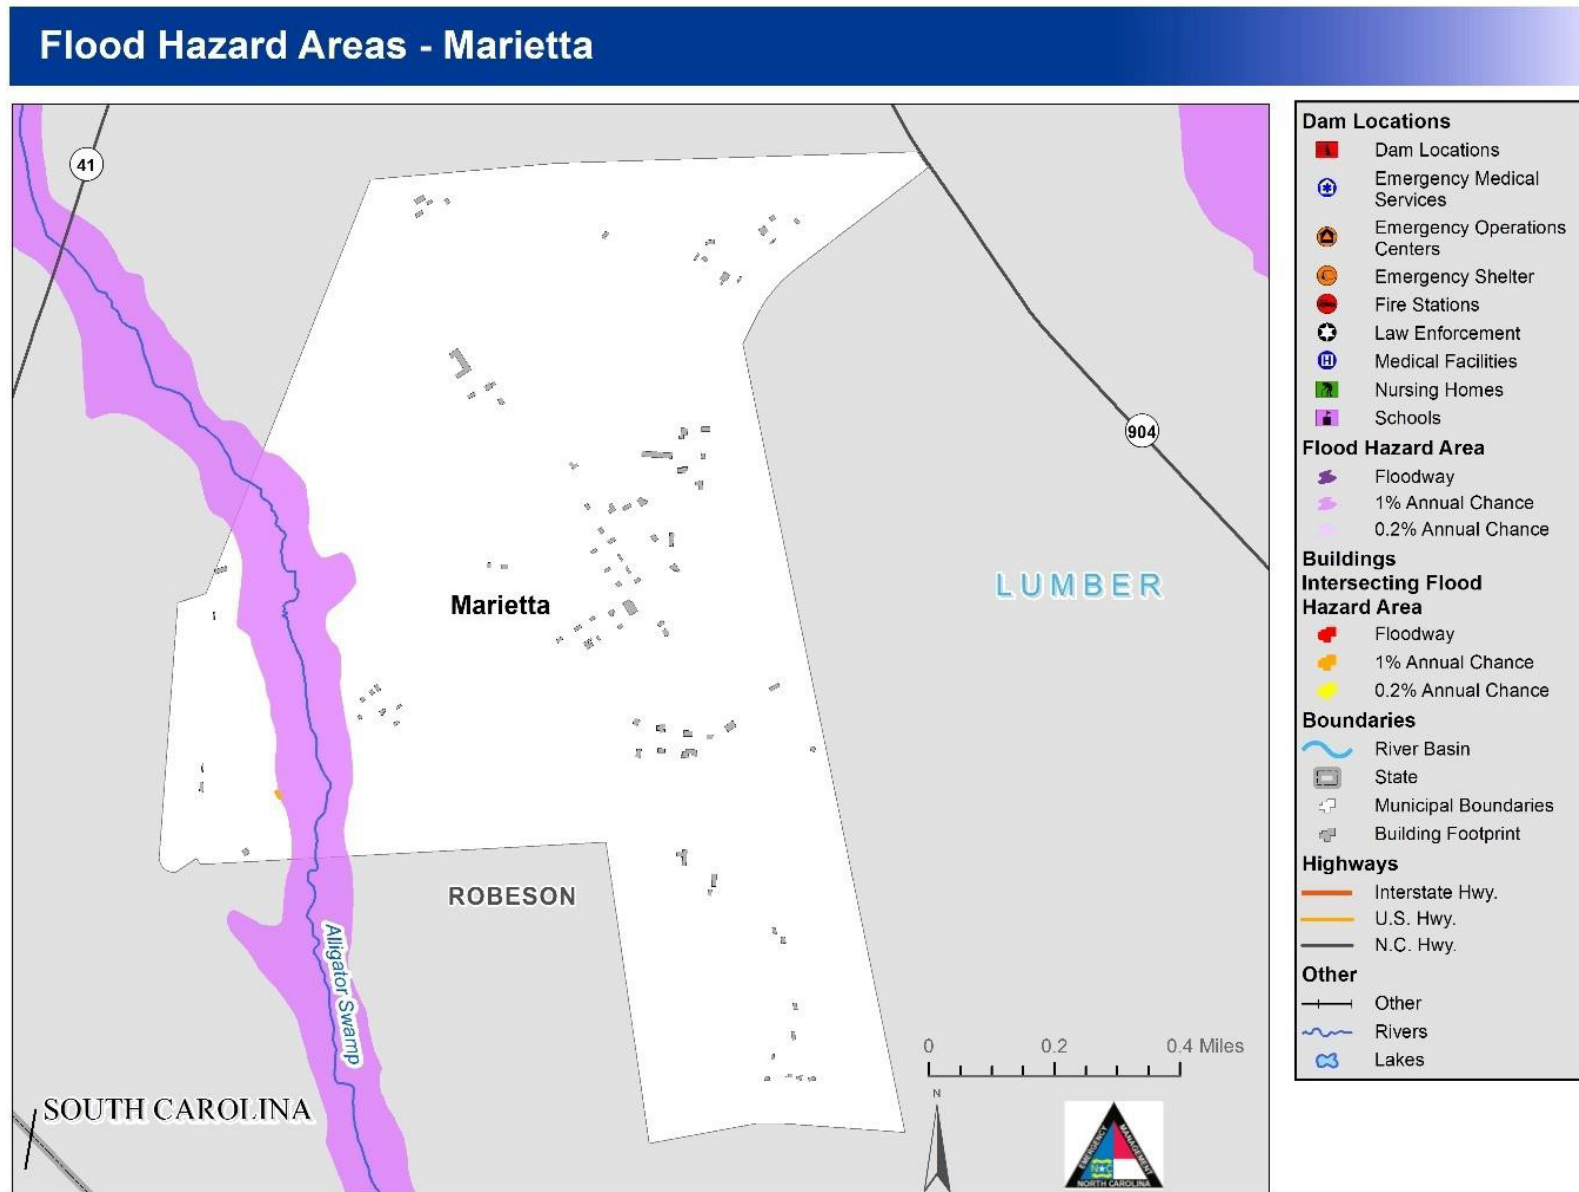 Flood Hazard Areas - Marietta
41
904
Marietta
LUMBER
ROBESON
Alligator Swamp
SOUTH CAROLINA
0 0.2 0.4 Miles
N
EMERGENCY
MANAGEMENT
N C
NORTH CAROLINA
Dam Locations
Dam Locations
Emergency Medical
Services
Emergency Operations
Centers
Emergency Shelter
Fire Stations
Law Enforcement
H
Medical Facilities
Nursing Homes
Schools
Flood Hazard Area
Floodway
1% Annual Chance
0.2% Annual Chance
Buildings
Intersecting Flood
Hazard Area
Floodway
1% Annual Chance
0.2% Annual Chance
Boundaries
River Basin
State
Municipal Boundaries
Building Footprint
Highways
Interstate Hwy.
U.S. Hwy.
N.C. Hwy.
Other
Other
Rivers
Lakes